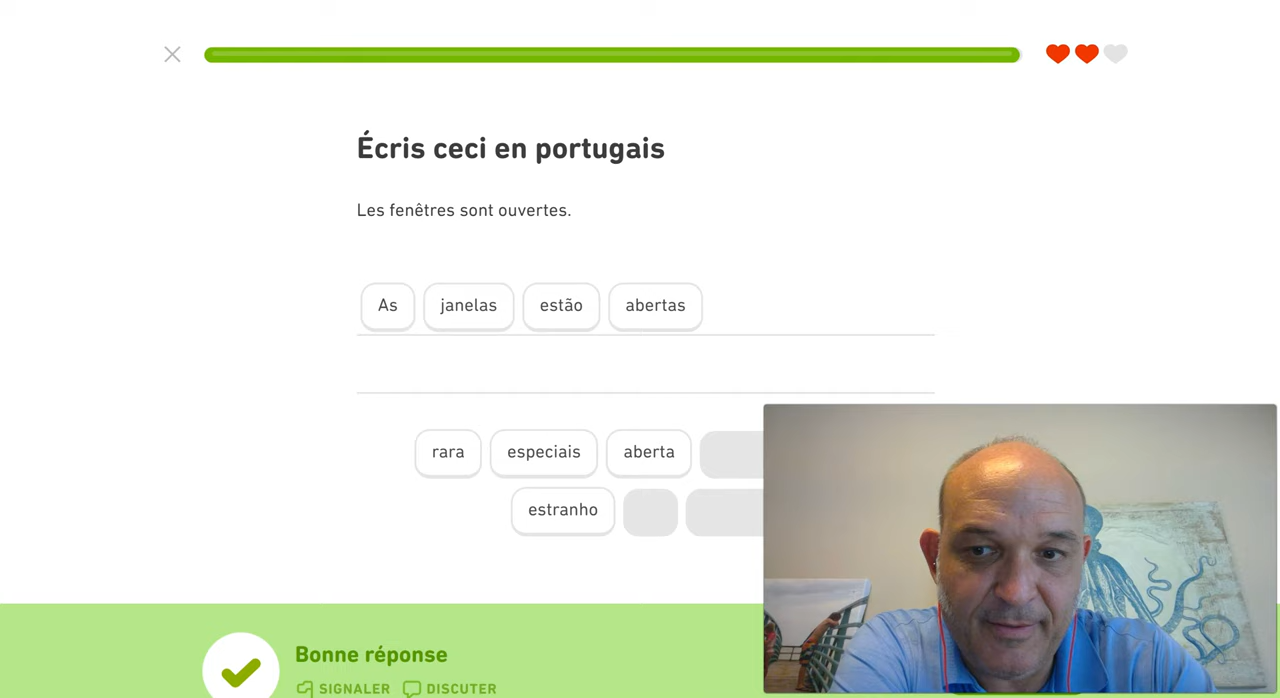 Écris ceci en portugais
Les fenêtres sont ouvertes.
As janelas estão abertas
rara especiais aberta
estranho
Bonne réponse
SIGNALER DISCUTER